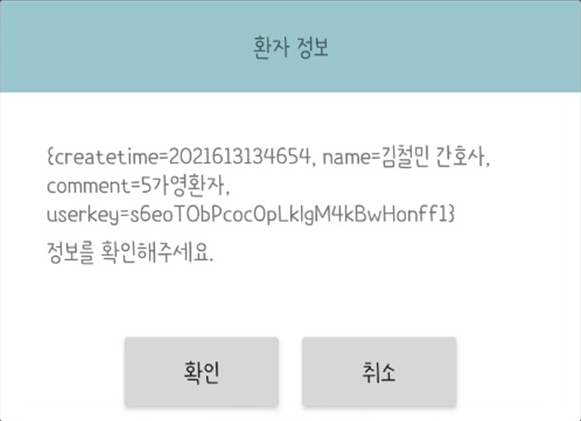 환자 정보
{createtime=2021613134654, name=김철민 간호사,
comment=5가영환자,
userkey=s6eoTObPcocOpLklgM4kBwHonff1}
정보를 확인해주세요.
확인
취소